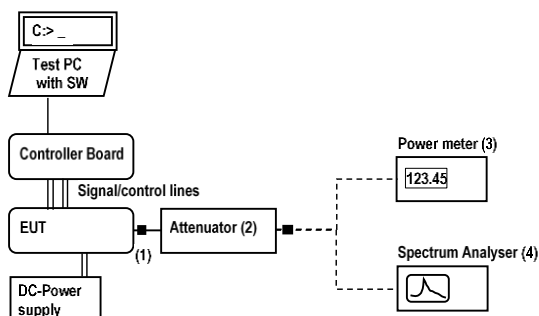 C:> _
Test PC
with SW
Controller Board
Signal/control lines
EUT
(1)
Attenuator (2)
Power meter (3)
123.45
Spectrum Analyser (4)
DC-Power
supply